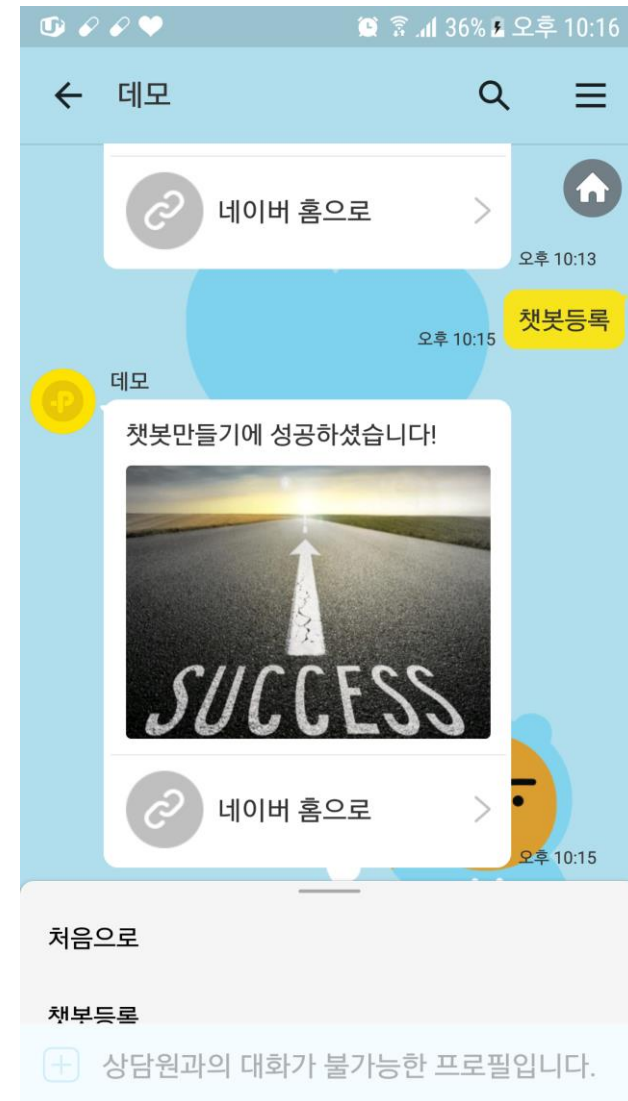 36% 오후 10:16
데모
네이버 홈으로
오후 10:13
챗봇등록
오후 10:15
데모
챗봇만들기에 성공하셨습니다!
SUCCESS
네이버 홈으로
오후 10:15
처음으로
챗봇등록
상담원과의 대화가 불가능한 프로필입니다.